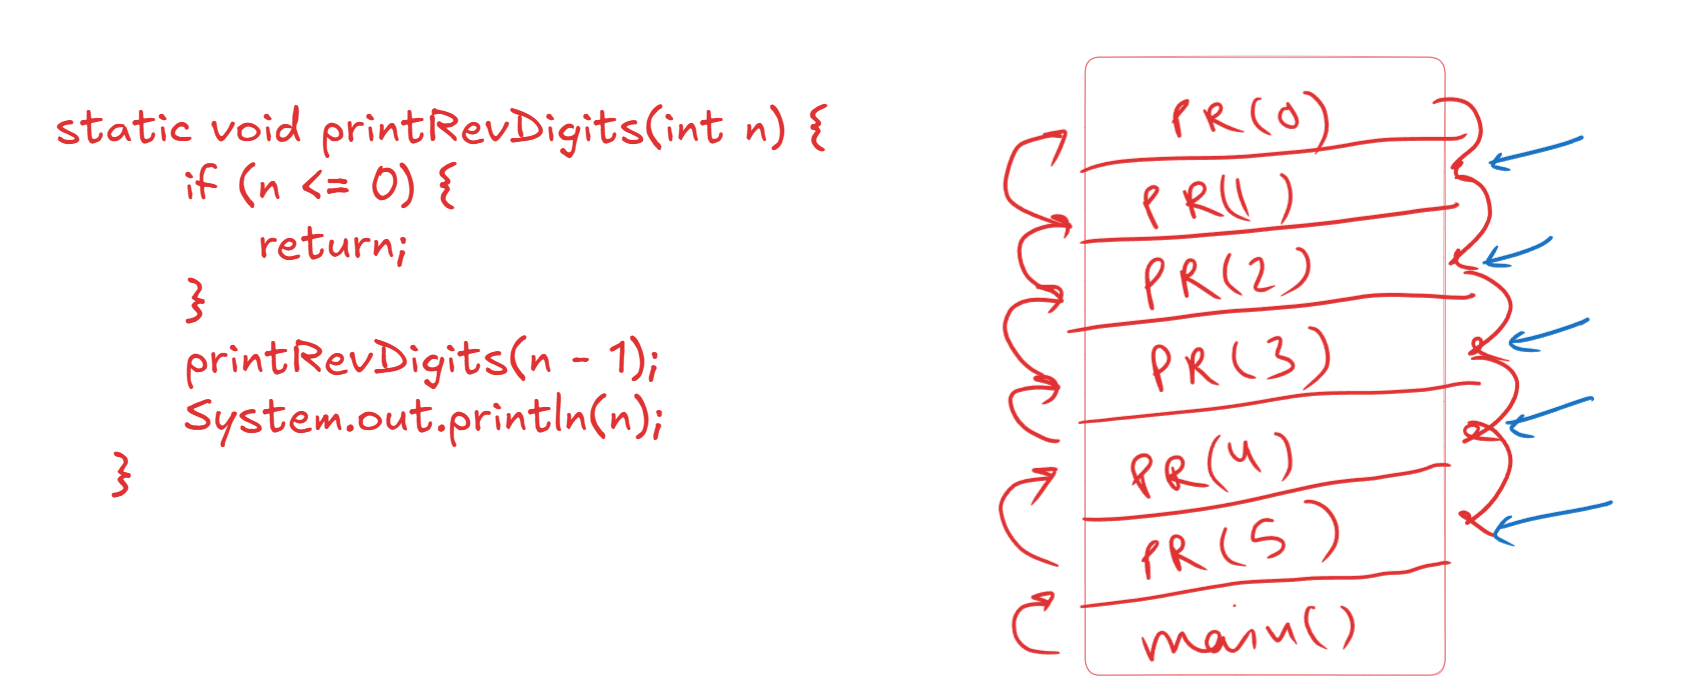 static void printRevDigits(int n) {
if (n <= 0) {
return;
}
printRevDigits(n - 1);
System.out.println(n);
}
PR(0)
PR(1)
PR(2)
PR(3)
PR(4)
PR(5)
main()